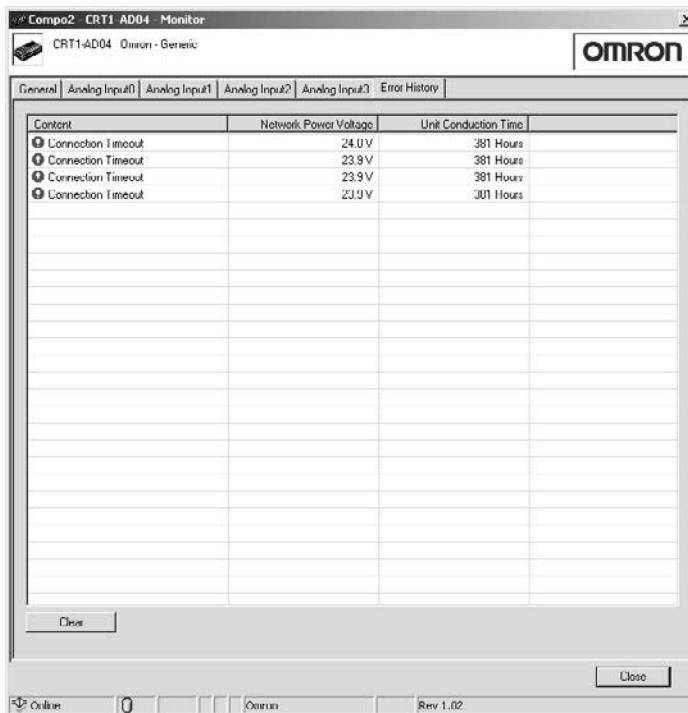 Compo2 - CRT1-AD04 - Monitor
CRT1-AD04 Omron - Generic
OMRON
General Analog Input0 Analog Input1 Analog Input2 Analog Input3 Error History
Content Network Power Voltage Unit Conduction Time
Connection Timeout 24.0 V 381 Hours
Connection Timeout 23.9 V 381 Hours
Connection Timeout 23.9 V 381 Hours
Connection Timeout 23.9 V 381 Hours
Clear
Close
Online 0 Omron Rev 1.02